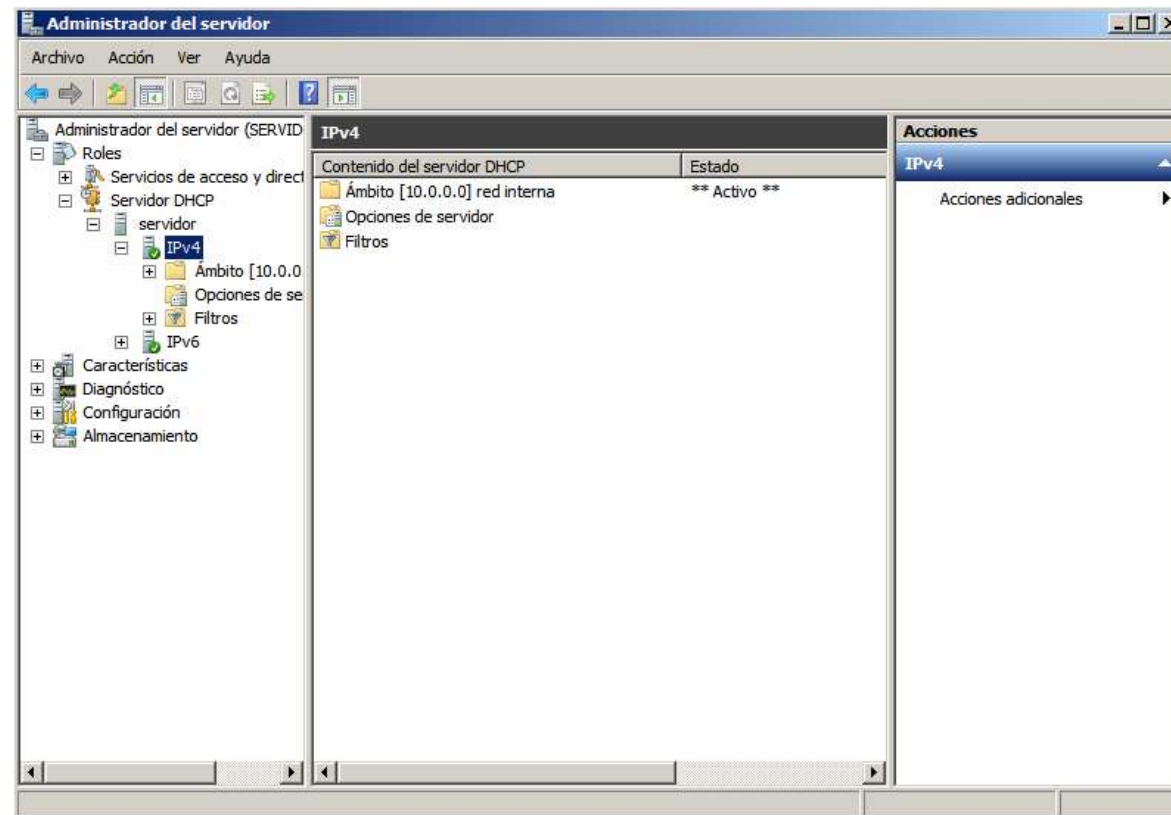 Administrador del servidor
Archivo Acción Ver Ayuda
Administrador del servidor (SERVID
Roles
Servicios de acceso y direct
Servidor DHCP
servidor
IPv4
Ámbito [10.0.0
Opciones de se
Filtros
IPv6
Características
Diagnóstico
Configuración
Almacenamiento
IPv4
Contenido del servidor DHCP Estado
Ámbito [10.0.0.0] red interna ** Activo **
Opciones de servidor
Filtros
Acciones
IPv4
Acciones adicionales